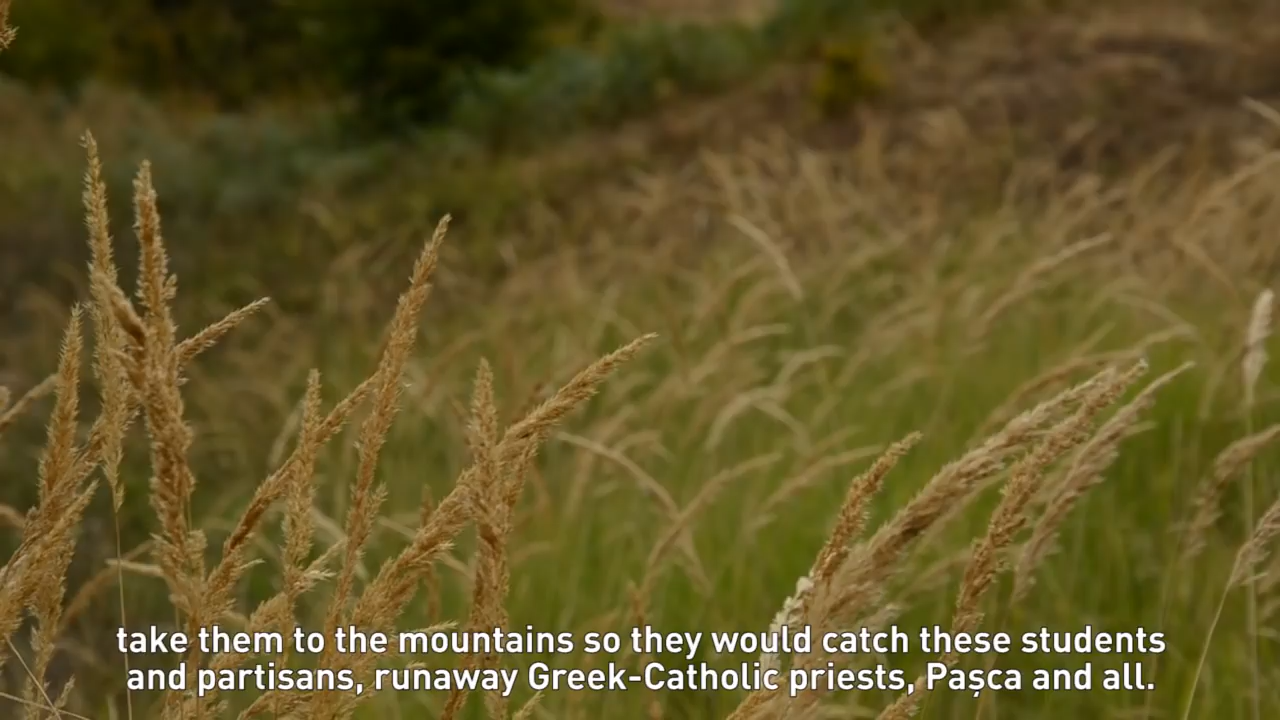 take them to the mountains so they would catch these students
and partisans, runaway Greek-Catholic priests, Pașca and all.